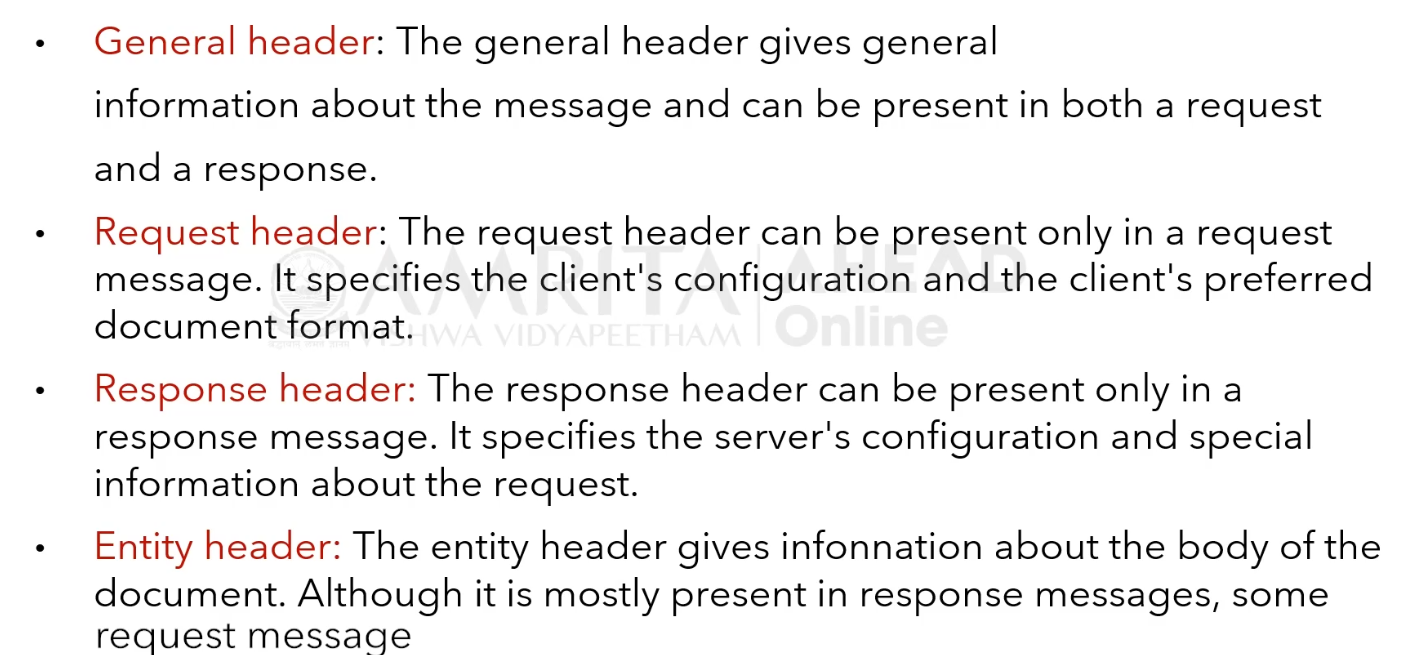 • General header: The general header gives general
information about the message and can be present in both a request
and a response.
• Request header: The request header can be present only in a request
message. It specifies the client's configuration and the client's preferred
document format.
AMRITA AHEAD
VISHWA VIDYAPEETHAM Online
• Response header: The response header can be present only in a
response message. It specifies the server's configuration and special
information about the request.
• Entity header: The entity header gives infonnation about the body of the
document. Although it is mostly present in response messages, some
request message